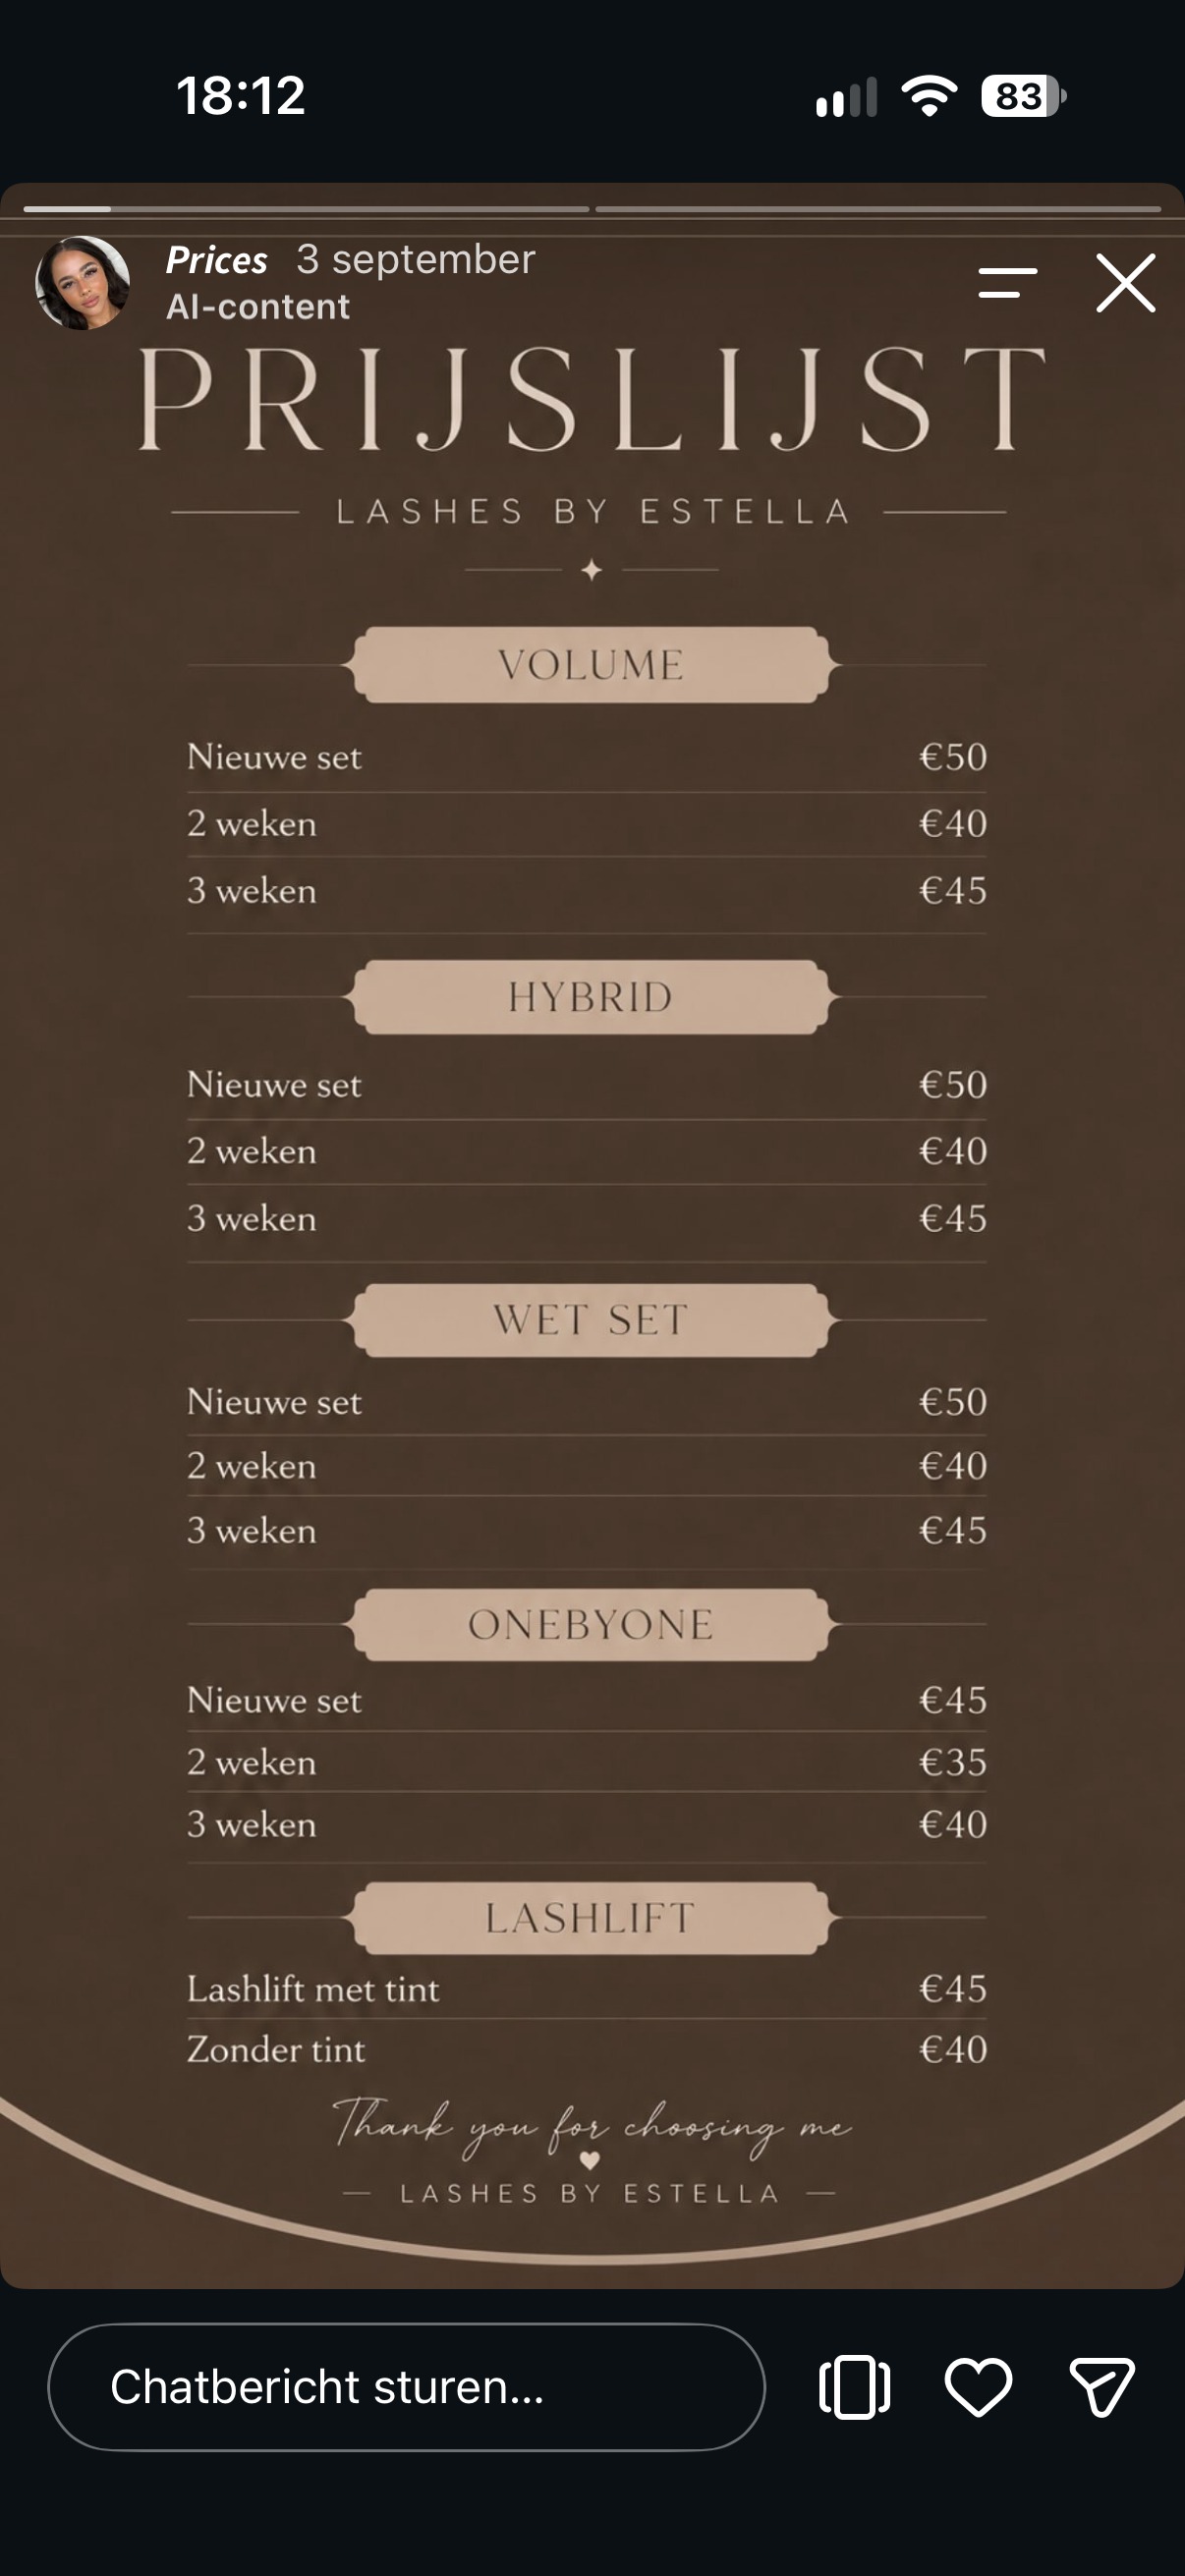 18:12
83
Prices 3 september
AI-content
PRIJSLIJST
LASHES BY ESTELLA
VOLUME
Nieuwe set €50
2 weken €40
3 weken €45
HYBRID
Nieuwe set €50
2 weken €40
3 weken €45
WET SET
Nieuwe set €50
2 weken €40
3 weken €45
ONEBYONE
Nieuwe set €45
2 weken €35
3 weken €40
LASHLIFT
Lashlift met tint €45
Zonder tint €40
Thank you for choosing me
LASHES BY ESTELLA
Chatbericht sturen...